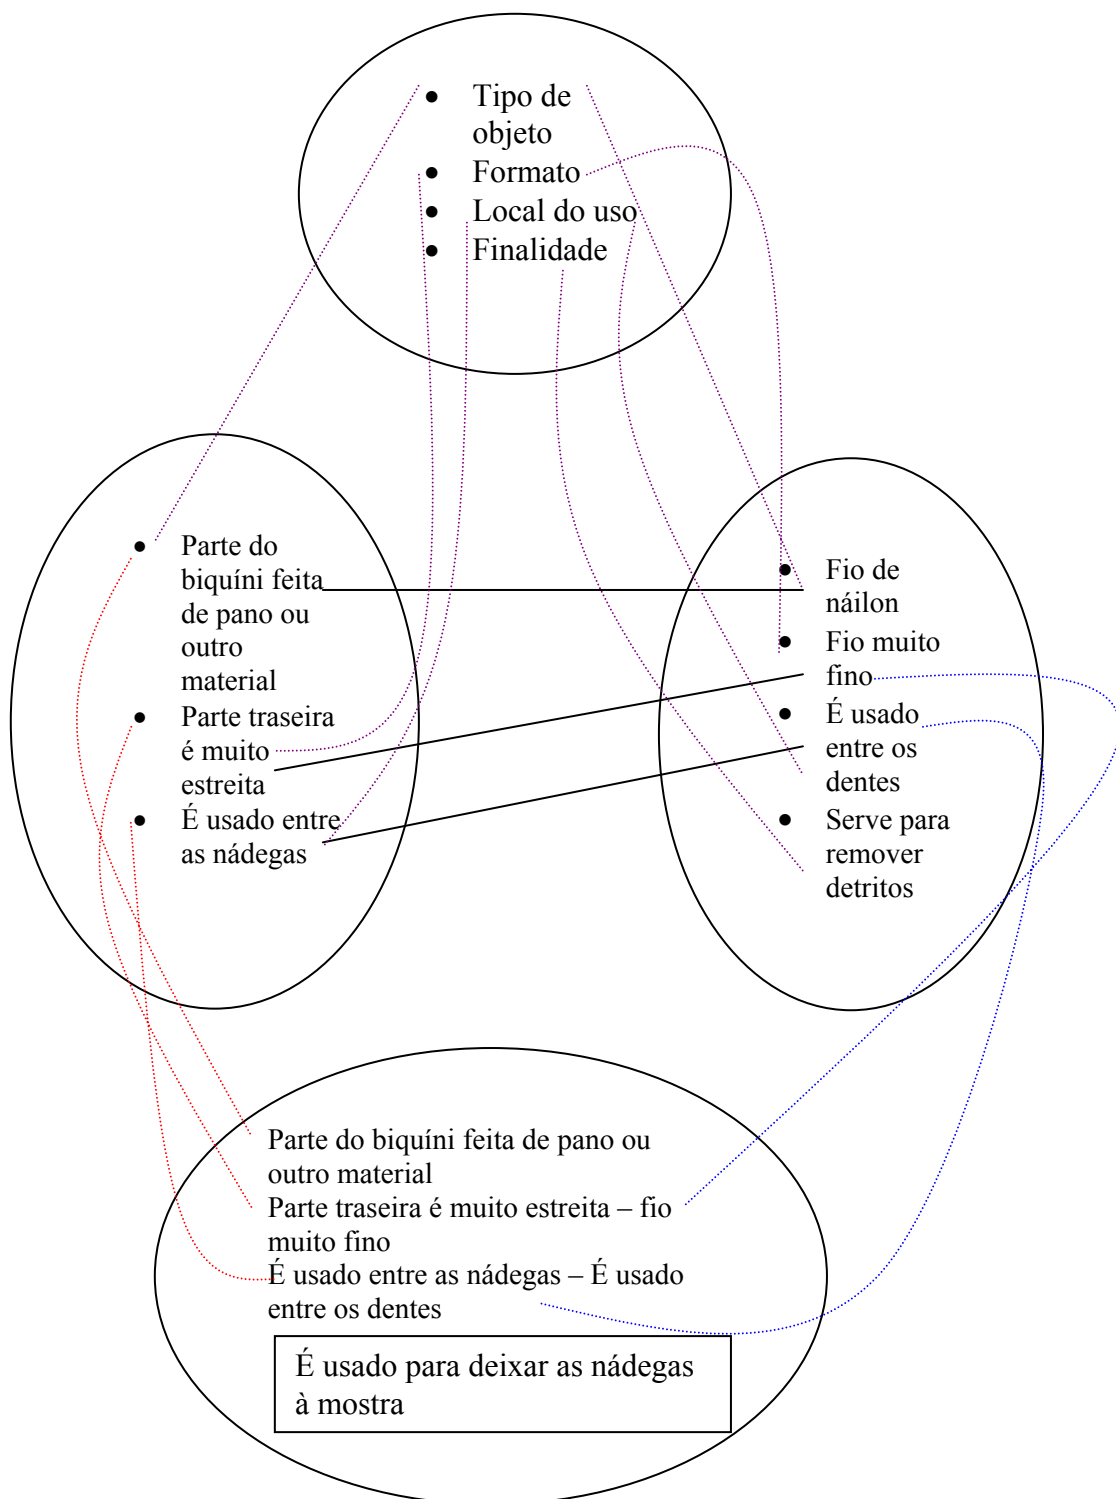 • Tipo de
objeto
• Formato
• Local do uso
• Finalidade
• Parte do
biquíni feita
de pano ou
outro
material
• Parte traseira
é muito
estreita
• É usado entre
as nádegas
• Fio de
náilon
• Fio muito
fino
• É usado
entre os
dentes
• Serve para
remover
detritos
Parte do biquíni feita de pano ou
outro material
Parte traseira é muito estreita – fio
muito fino
É usado entre as nádegas – É usado
entre os dentes
É usado para deixar as nádegas
à mostra